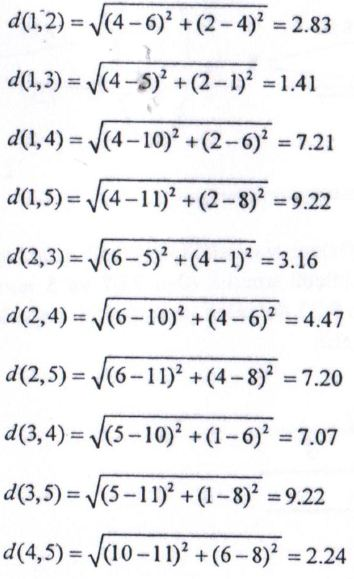 d(1,2) = √((4−6)² + (2−4)²) = 2.83
d(1,3) = √((4−5)² + (2−1)²) = 1.41
d(1,4) = √((4−10)² + (2−6)²) = 7.21
d(1,5) = √((4−11)² + (2−8)²) = 9.22
d(2,3) = √((6−5)² + (4−1)²) = 3.16
d(2,4) = √((6−10)² + (4−6)²) = 4.47
d(2,5) = √((6−11)² + (4−8)²) = 7.20
d(3,4) = √((5−10)² + (1−6)²) = 7.07
d(3,5) = √((5−11)² + (1−8)²) = 9.22
d(4,5) = √((10−11)² + (6−8)²) = 2.24